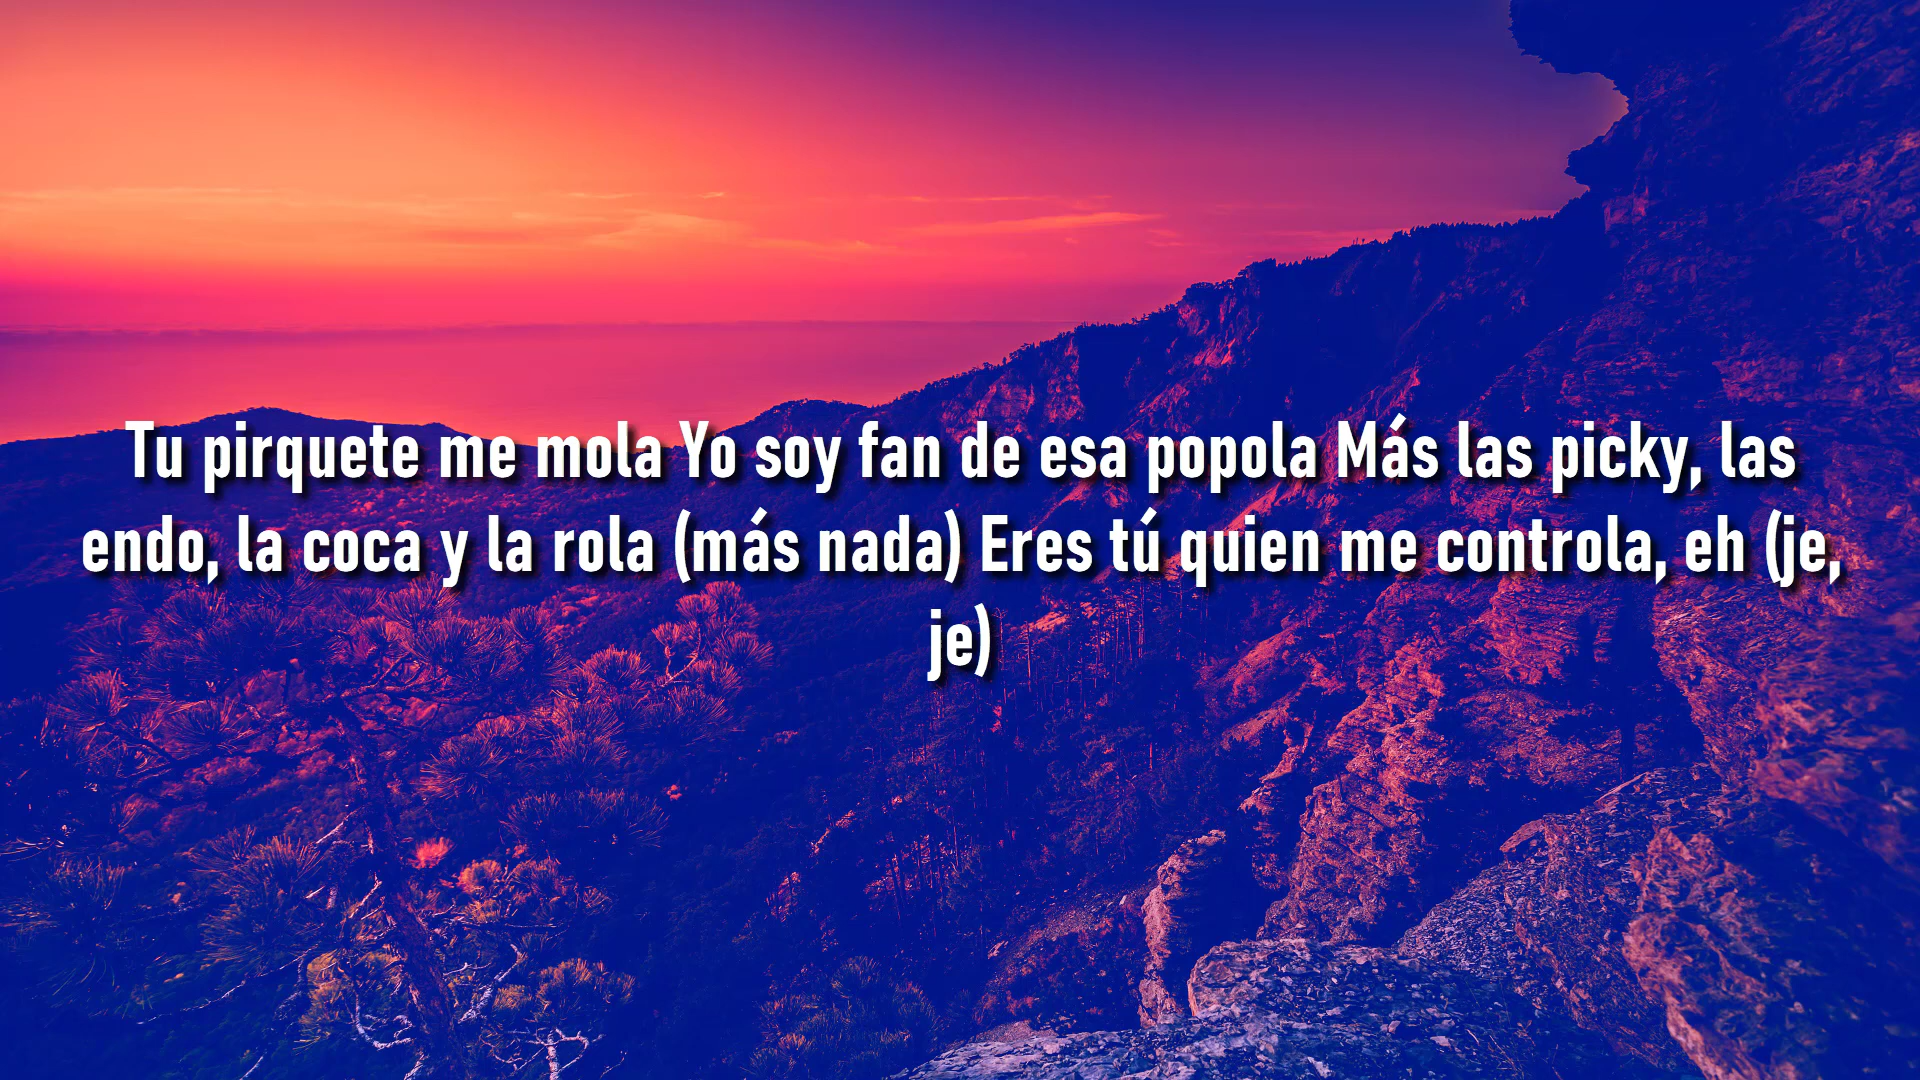 Tu pirquete me mola Yo soy fan de esa popola Más las picky, las
endo, la coca y la rola (más nada) Eres tú quien me controla, eh (je,
je)